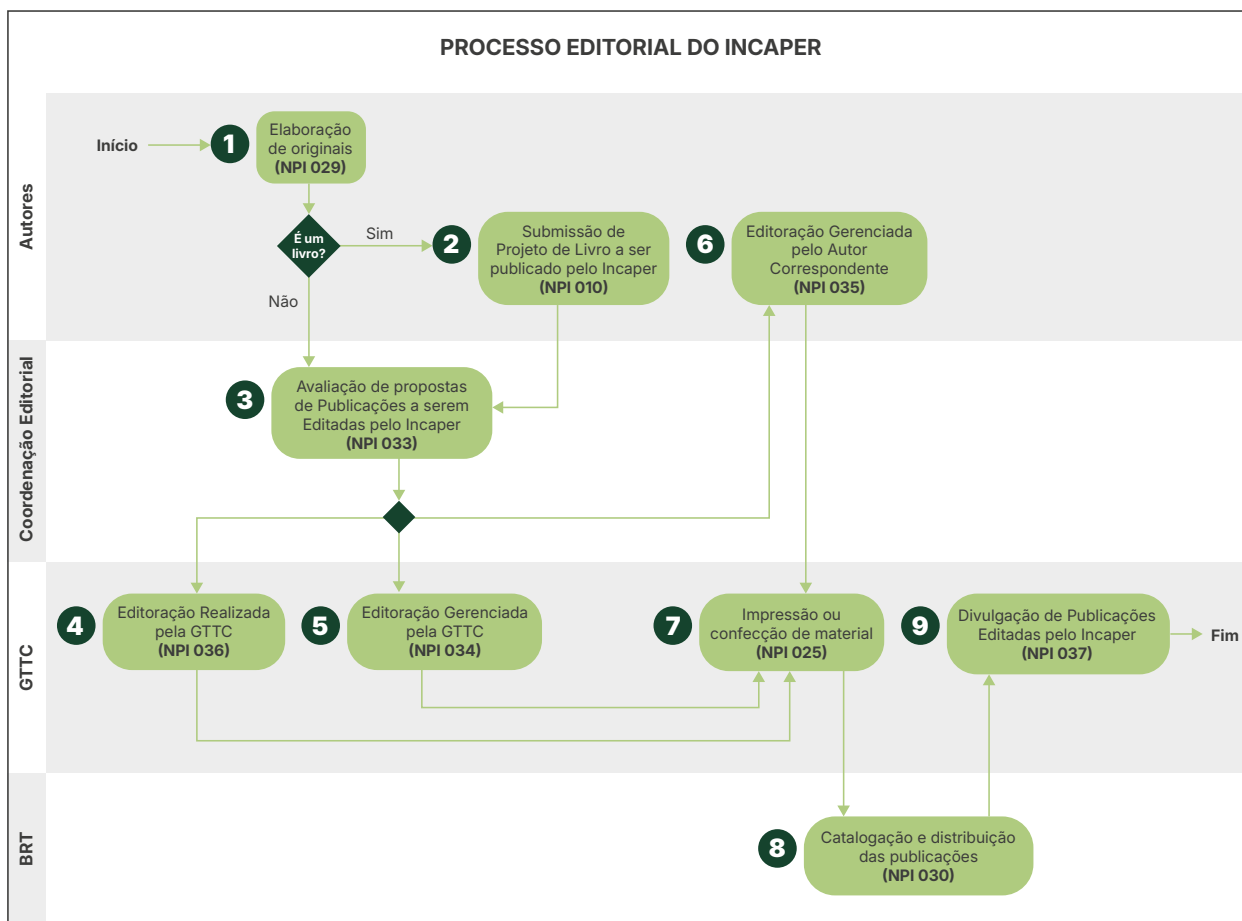 PROCESSO EDITORIAL DO INCAPER
Autores
Início
1
Elaboração
de originais
(NPI 029)
É um
livro?
Sim
Não
2
Submissão de
Projeto de Livro a ser
publicado pelo Incaper
(NPI 010)
6
Editoração Gerenciada
pelo Autor
Correspondente
(NPI 035)
Coordenação Editorial
3
Avaliação de propostas
de Publicações a serem
Editadas pelo Incaper
(NPI 033)
GTTC
4
Editoração Realizada
pela GTTC
(NPI 036)
5
Editoração Gerenciada
pela GTTC
(NPI 034)
7
Impressão ou
confecção de material
(NPI 025)
9
Divulgação de Publicações
Editadas pelo Incaper
(NPI 037)
Fim
BRT
8
Catalogação e distribuição
das publicações
(NPI 030)